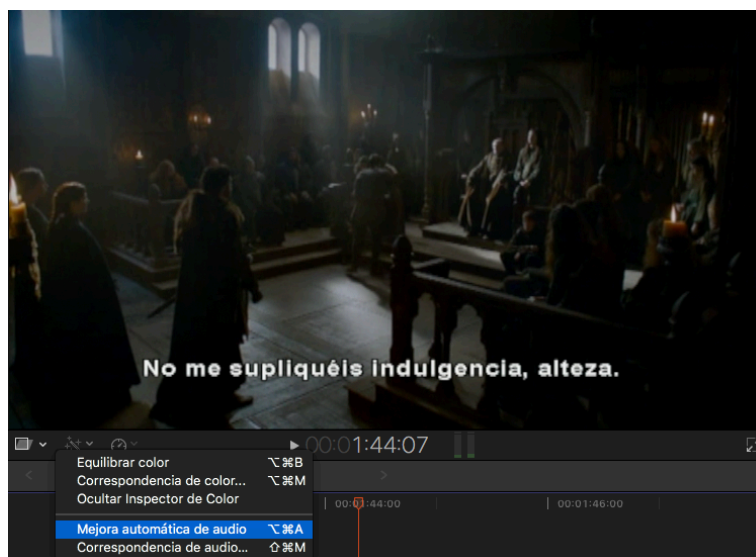 No me supliquéis indulgencia, alteza.
00:01:44:07
Equilibrar color ⌥⌘B
Correspondencia de color... ⌥⌘M
Ocultar Inspector de Color
00:01:44:00
00:01:46:00
Mejora automática de audio ⌥⌘A
Correspondencia de audio... ⇧⌘M